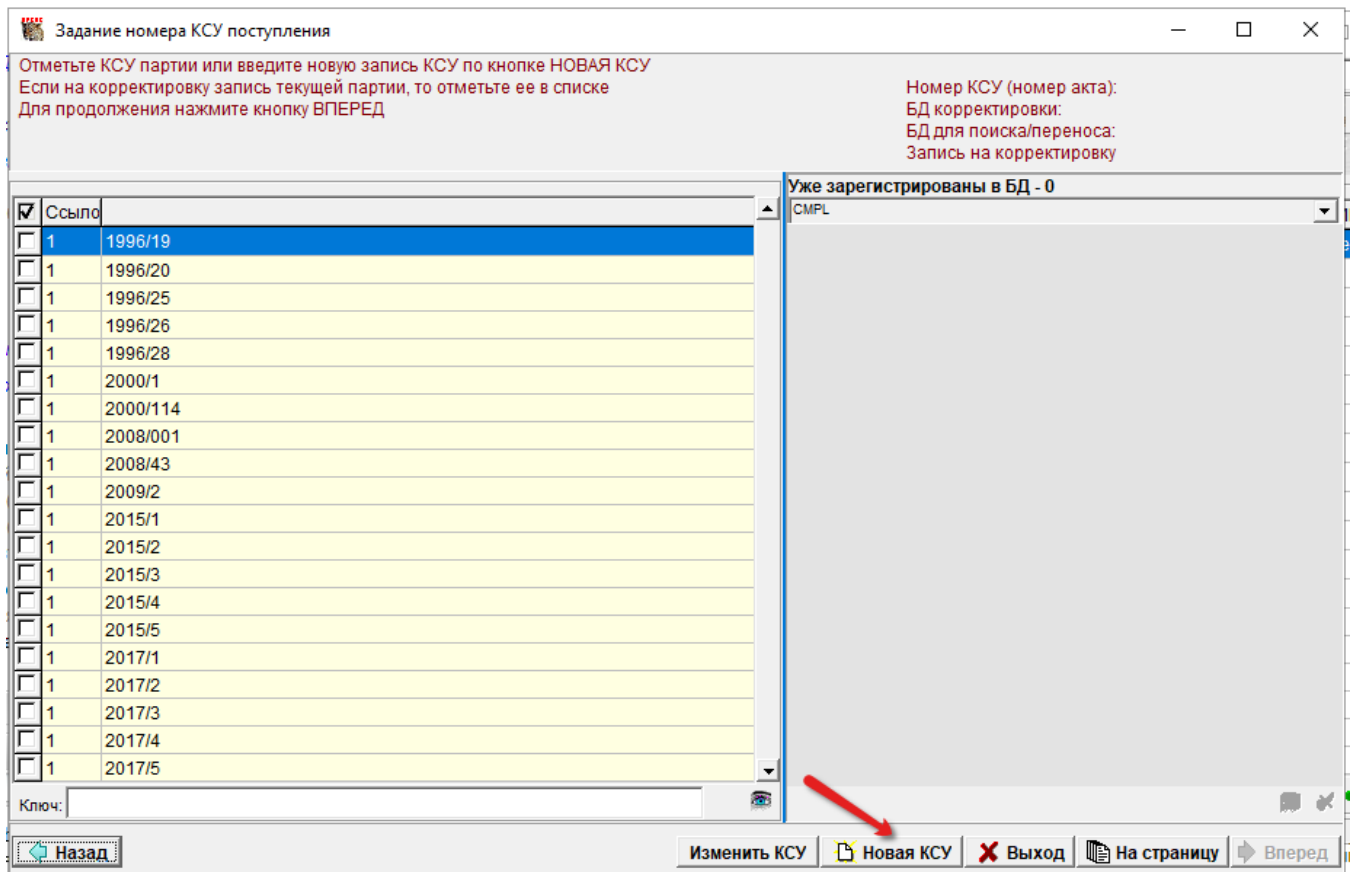 Задание номера КСУ поступления
Отметьте КСУ партии или введите новую запись КСУ по кнопке НОВАЯ КСУ
Если на корректировку запись текущей партии, то отметьте ее в списке
Для продолжения нажмите кнопку ВПЕРЕД
Номер КСУ (номер акта):
БД корректировки:
БД для поиска/переноса:
Запись на корректировку
Уже зарегистрированы в БД - 0
CMPL
Ссыло
1 1996/19
1 1996/20
1 1996/25
1 1996/26
1 1996/28
1 2000/1
1 2000/114
1 2008/001
1 2008/43
1 2009/2
1 2015/1
1 2015/2
1 2015/3
1 2015/4
1 2015/5
1 2017/1
1 2017/2
1 2017/3
1 2017/4
1 2017/5
Ключ:
Назад Изменить КСУ Новая КСУ Выход На страницу Вперед